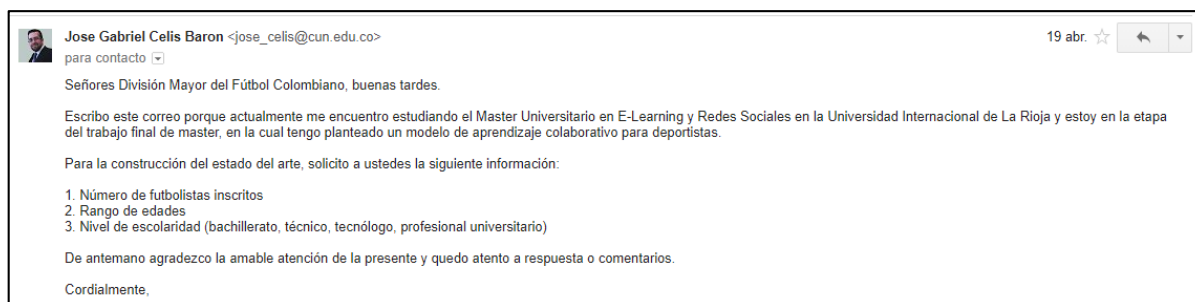 Jose Gabriel Celis Baron <jose_celis@cun.edu.co>
19 abr.
para contacto
Señores División Mayor del Fútbol Colombiano, buenas tardes.
Escribo este correo porque actualmente me encuentro estudiando el Master Universitario en E-Learning y Redes Sociales en la Universidad Internacional de La Rioja y estoy en la etapa
del trabajo final de master, en la cual tengo planteado un modelo de aprendizaje colaborativo para deportistas.
Para la construcción del estado del arte, solicito a ustedes la siguiente información:
1. Número de futbolistas inscritos
2. Rango de edades
3. Nivel de escolaridad (bachillerato, técnico, tecnólogo, profesional universitario)
De antemano agradezco la amable atención de la presente y quedo atento a respuesta o comentarios.
Cordialmente,